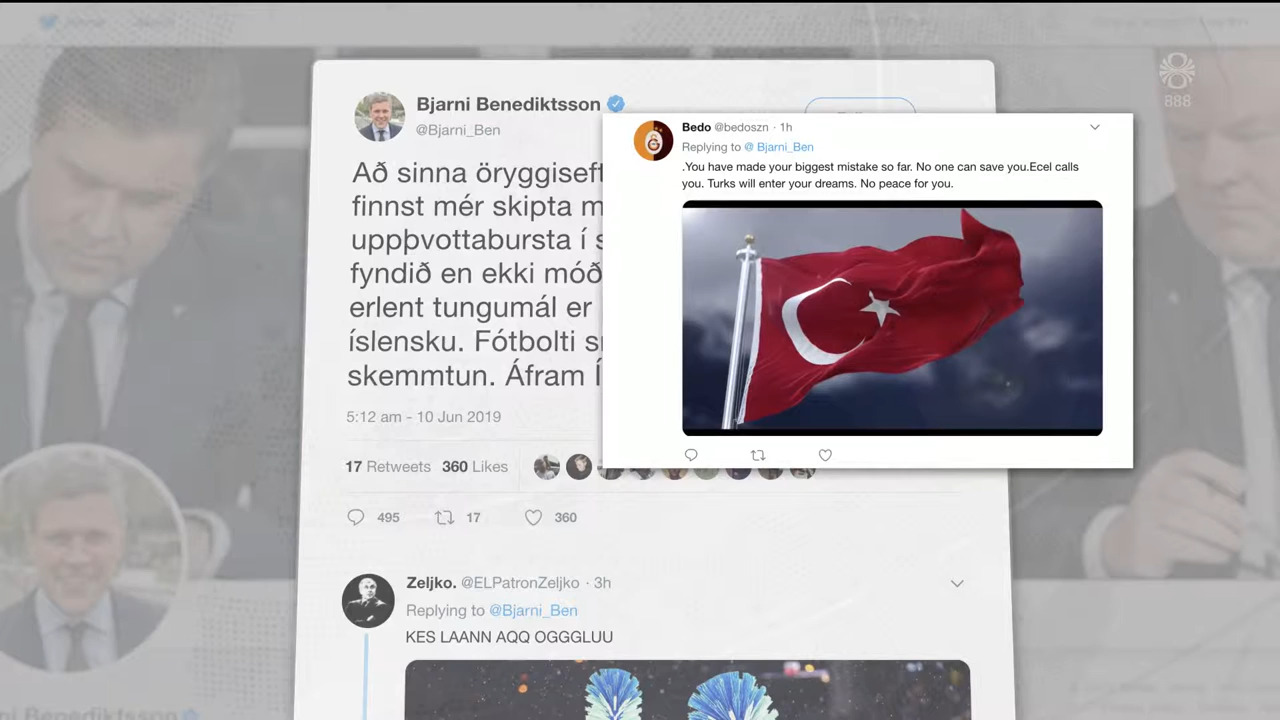 Bjarni Benediktsson
@Bjarni_Ben
Að sinna
finnst mér skipta
uppþvottabursta í
fyndið en ekki
erlent tungumál er
íslensku. Fótbolti
skemmtun. Áfram
5:12 am - 10 Jun 2019
17 Retweets 360 Likes
495 17 360
Bedo @bedoszn · 1h
Replying to @ Bjarni_Ben
.You have made your biggest mistake so far. No one can save you.Ecel calls
you. Turks will enter your dreams. No peace for you.
Zeljko. @ELPatronZeljko · 3h
Replying to @Bjarni_Ben
KES LAANN AQQ OGGGLUU
888
Benediktsson